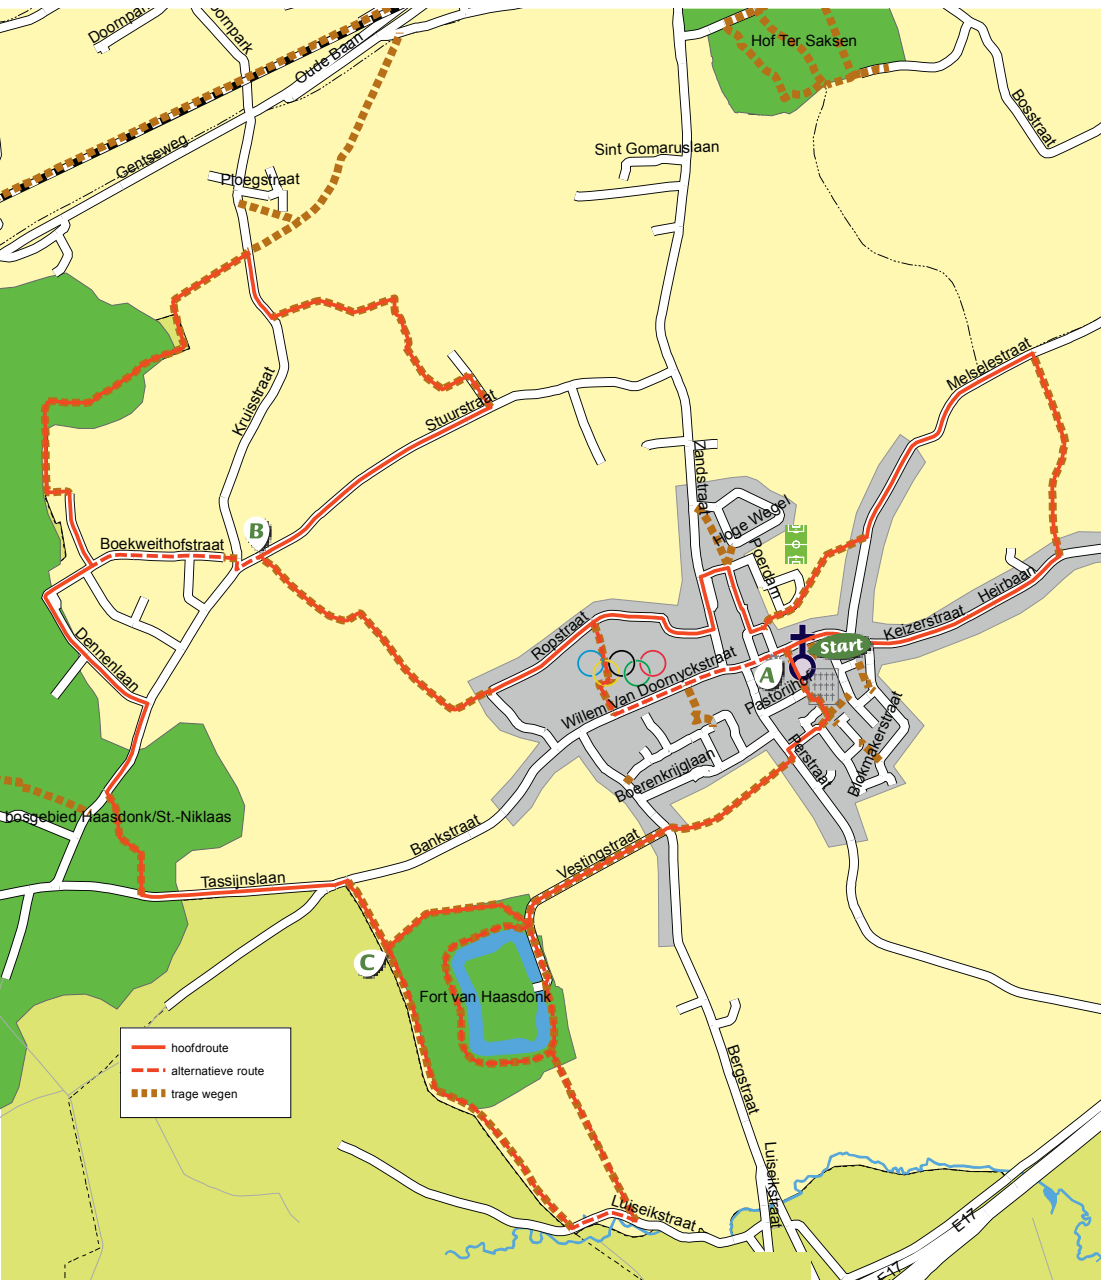 Doornpark
Doornpark
Oude Baan
Hof Ter Saksen
Bosstraat
Gentseweg
Sint Gomaruslaan
Ploegstraat
Melselestraat
Kruisstraat
Stuurstraat
Zandstraat
Hoge Wegel
B
Boekweithofstraat
Poerdam
Heirbaan
Keizerstraat
Start
Ropstraat
Dennenlaan
Willem Van Doornyckstraat
A
Pastorijhof
Blokmakerstraat
Perstraat
Boerenkrijglaan
bosgebied Haasdonk/St.-Niklaas
Bankstraat
Vestingstraat
Tassijnslaan
C
Fort van Haasdonk
hoofdroute
alternatieve route
trage wegen
Bergstraat
Luiseikstraat
Luiseikstraat
E17
E17